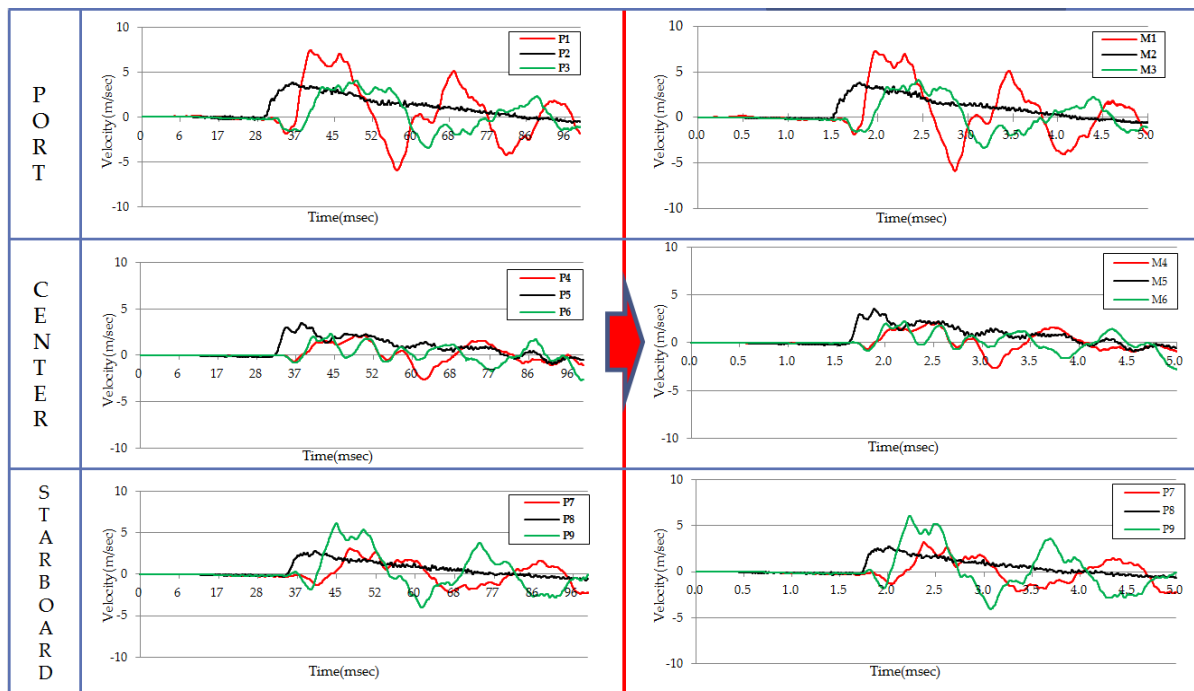 PORT
10
5
0
-5
-10
Velocity (m/sec)
0 6 17 28 37 45 52 60 68 77 86 96
Time(msec)
P1
P2
P3
10
5
0
-5
-10
Velocity (m/sec)
0.0 0.5 1.0 1.5 2.0 2.5 3.0 3.5 4.0 4.5 5.0
Time(msec)
M1
M2
M3
CENTER
10
5
0
-5
-10
Velocity (m/sec)
0 6 17 28 37 45 52 60 68 77 86 96
Time(msec)
P4
P5
P6
10
5
0
-5
-10
Velocity (m/sec)
0.0 0.5 1.0 1.5 2.0 2.5 3.0 3.5 4.0 4.5 5.0
Time(msec)
M4
M5
M6
STARBOARD
10
5
0
-5
-10
Velocity (m/sec)
0 6 17 28 37 45 52 60 68 77 86 96
Time(msec)
P7
P8
P9
10
5
0
-5
-10
Velocity (m/sec)
0.0 0.5 1.0 1.5 2.0 2.5 3.0 3.5 4.0 4.5 5.0
Time(msec)
P7
P8
P9